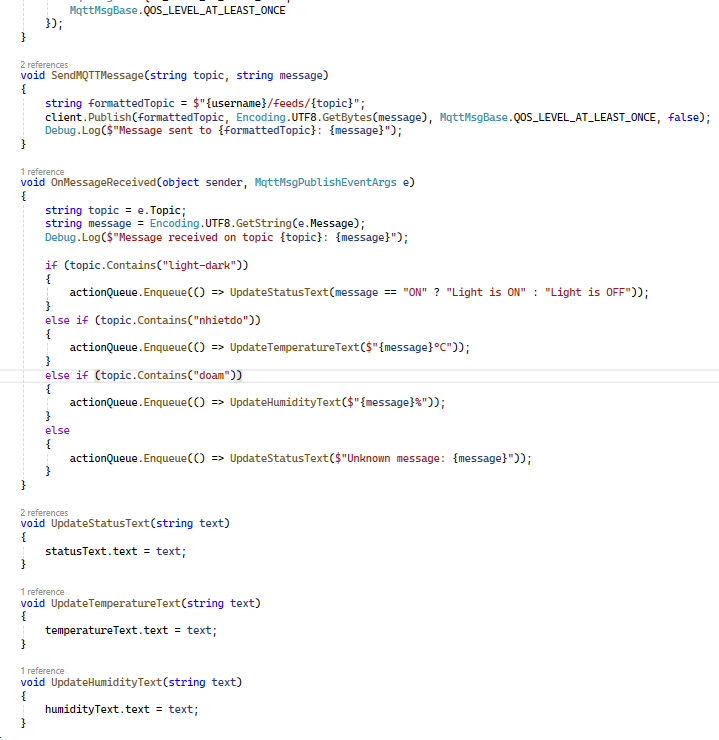 MqttMsgBase.QOS_LEVEL_AT_LEAST_ONCE
});
}
2 references
void SendMQTTMessage(string topic, string message)
{
string formattedTopic = $"{username}/feeds/{topic}";
client.Publish(formattedTopic, Encoding.UTF8.GetBytes(message), MqttMsgBase.QOS_LEVEL_AT_LEAST_ONCE, false);
Debug.Log($"Message sent to {formattedTopic}: {message}");
}
1 reference
void OnMessageReceived(object sender, MqttMsgPublishEventArgs e)
{
string topic = e.Topic;
string message = Encoding.UTF8.GetString(e.Message);
Debug.Log($"Message received on topic {topic}: {message}");
if (topic.Contains("light-dark"))
{
actionQueue.Enqueue(() => UpdateStatusText(message == "ON" ? "Light is ON" : "Light is OFF"));
}
else if (topic.Contains("nhietdo"))
{
actionQueue.Enqueue(() => UpdateTemperatureText($"{message}°C"));
}
else if (topic.Contains("doam"))
{
actionQueue.Enqueue(() => UpdateHumidityText($"{message}%"));
}
else
{
actionQueue.Enqueue(() => UpdateStatusText($"Unknown message: {message}"));
}
}
2 references
void UpdateStatusText(string text)
{
statusText.text = text;
}
1 reference
void UpdateTemperatureText(string text)
{
temperatureText.text = text;
}
1 reference
void UpdateHumidityText(string text)
{
humidityText.text = text;
}